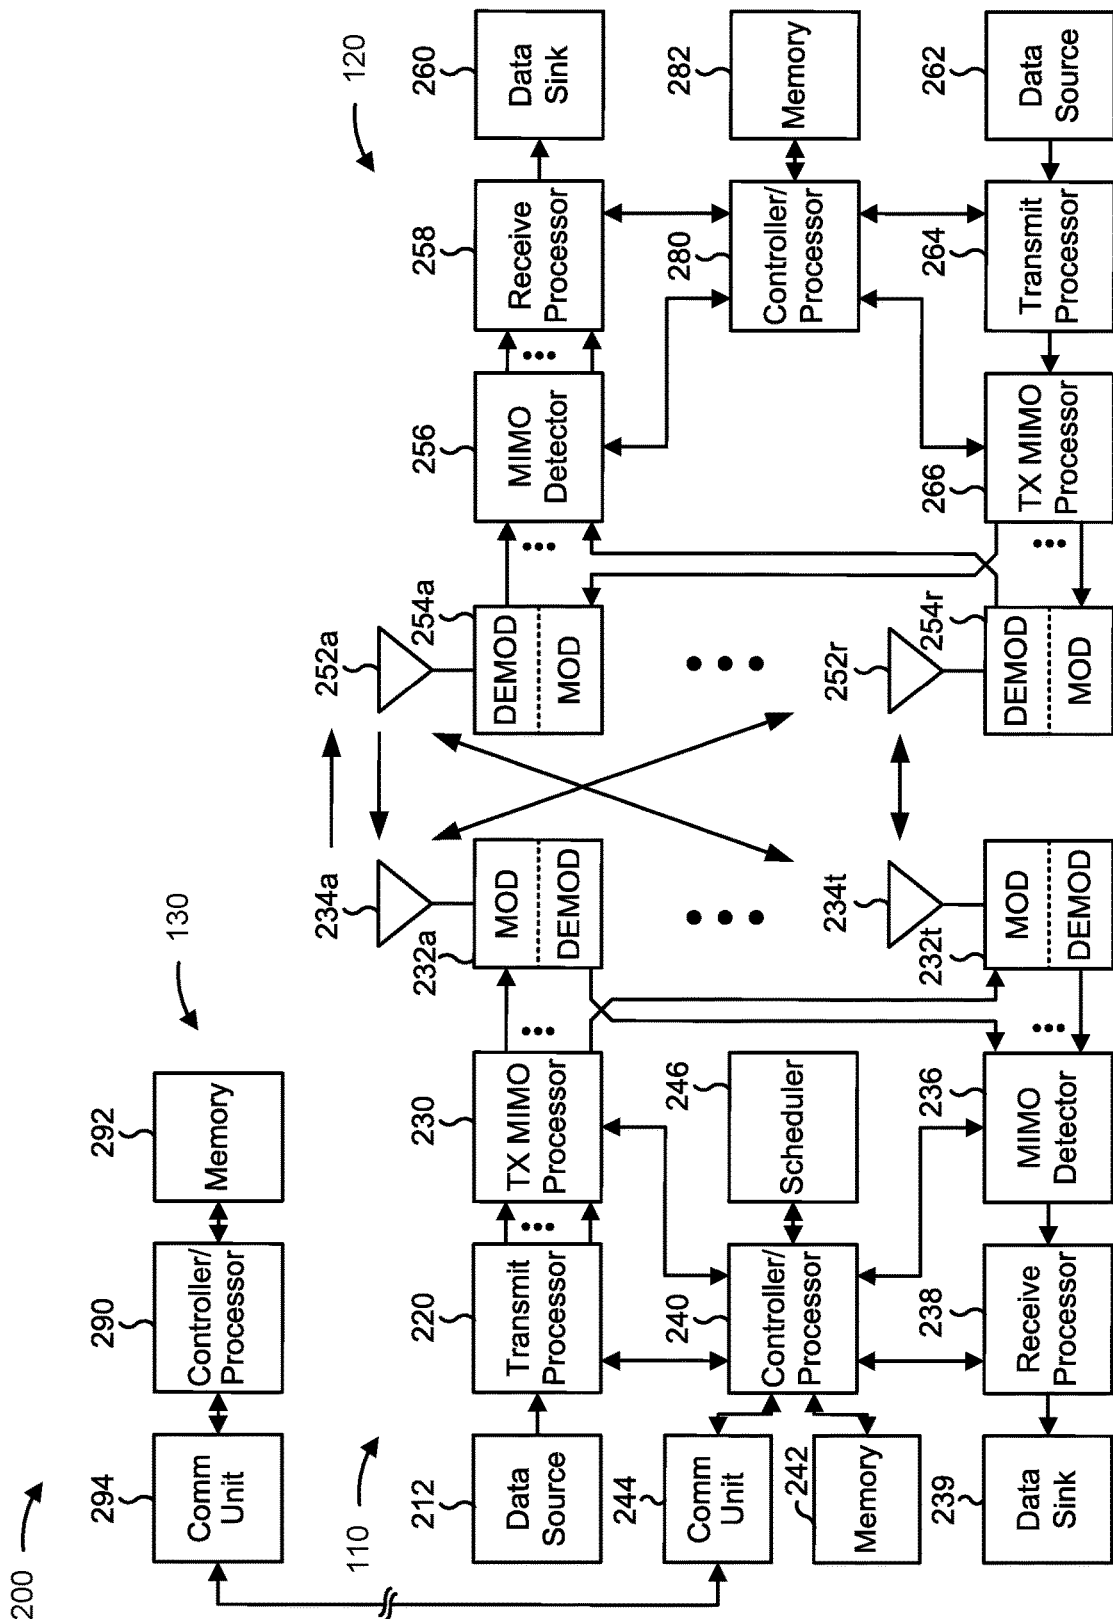 200
294
Comm
Unit
290
Controller/
Processor
292
Memory
130
110
212
Data
Source
220
Transmit
Processor
•••
230
TX MIMO
Processor
•••
232a
MOD
DEMOD
234a
252a
254a
DEMOD
MOD
•••
256
MIMO
Detector
•••
258
Receive
Processor
260
Data
Sink
120
244
Comm
Unit
242
Memory
240
Controller/
Processor
246
Scheduler
•••
•••
280
Controller/
Processor
282
Memory
239
Data
Sink
238
Receive
Processor
236
MIMO
Detector
•••
232t
MOD
DEMOD
234t
252r
254r
DEMOD
MOD
•••
266
TX MIMO
Processor
264
Transmit
Processor
262
Data
Source